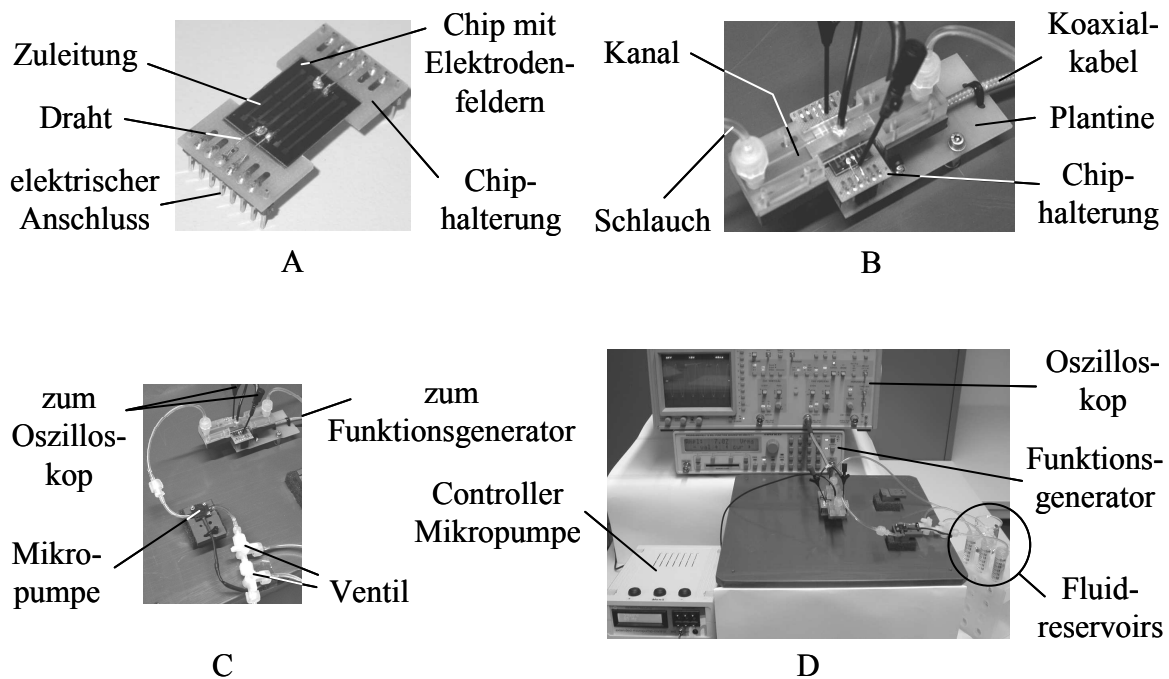 Zuleitung
Draht
elektrischer
Anschluss
Chip mit
Elektroden-
feldern
Chip-
halterung
A
Kanal
Schlauch
Koaxial-
kabel
Plantine
Chip-
halterung
B
zum
Oszillos-
kop
Mikro-
pumpe
zum
Funktionsgenerator
Ventil
C
Controller
Mikropumpe
Oszillos-
kop
Funktions-
generator
Fluid-
reservoirs
D